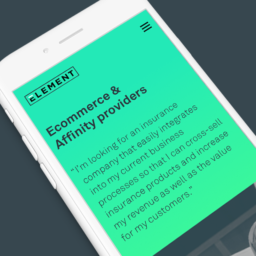 ELEMENT
Ecommerce &
Affinity providers
"I'm looking for an insurance
company that easily integrates
into my current business
processes so that I can cross-sell
insurance products and increase
my revenue as well as the value
for my customers."